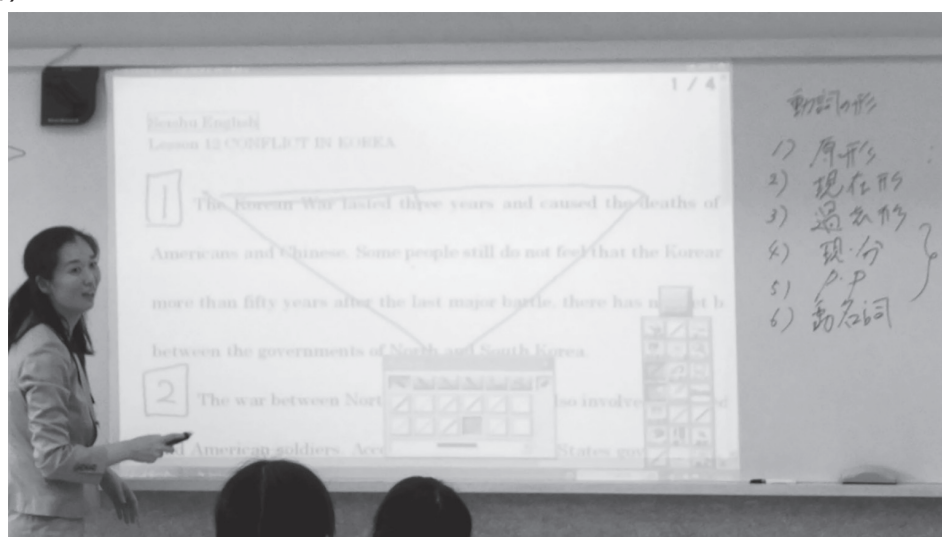 1 / 4
Lesson 12 CONFLICT IN KOREA
1
The Korean War lasted three years and caused the deaths of
Americans and Chinese. Some people still do not feel that the Korear
more than fifty years after the last major battle, there has n
between the governments of North and South Korea.
2
The war between Nort
American soldiers.
States gov
動詞の形
1) 原形
2) 現在形
3) 過去形
4) 現・分
5) P.P
6) 動名詞